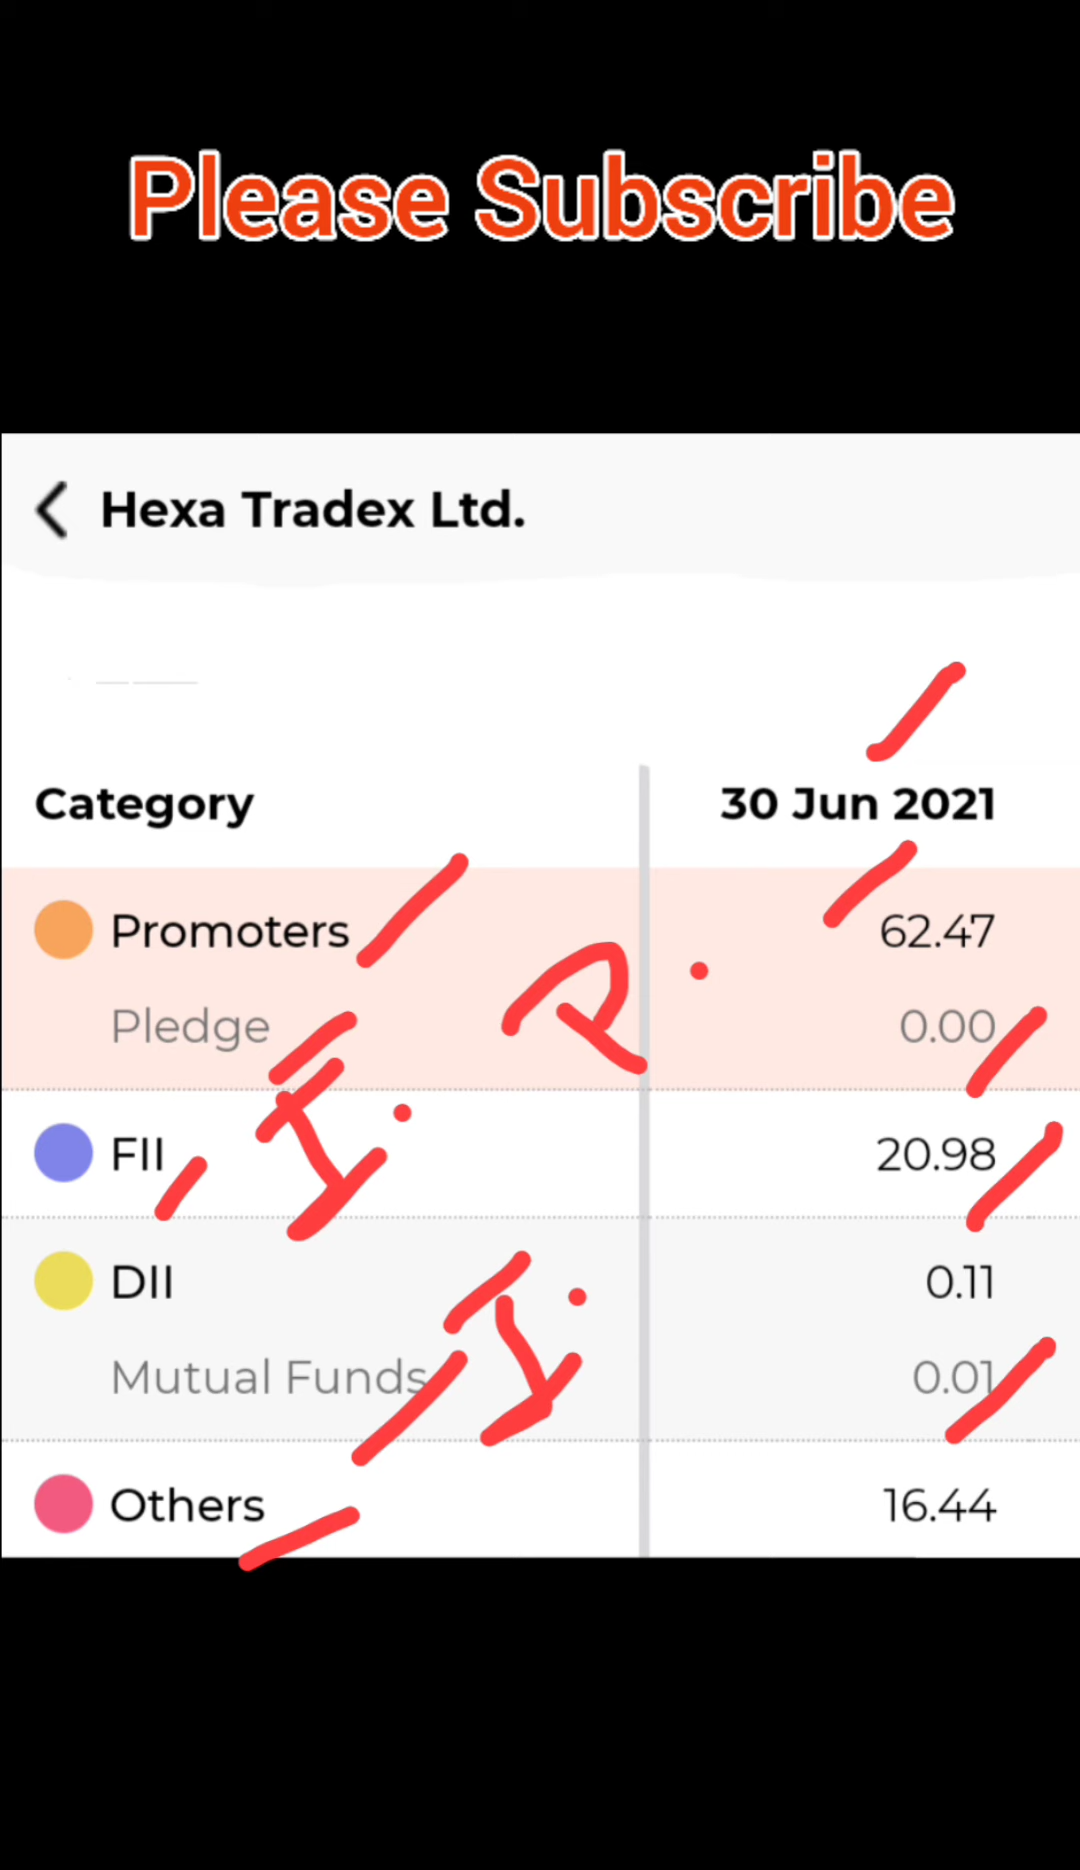 Please Subscribe
Hexa Tradex Ltd.
Category 30 Jun 2021
Promoters 62.47
Pledge 0.00
FII 20.98
DII 0.11
Mutual Funds 0.01
Others 16.44